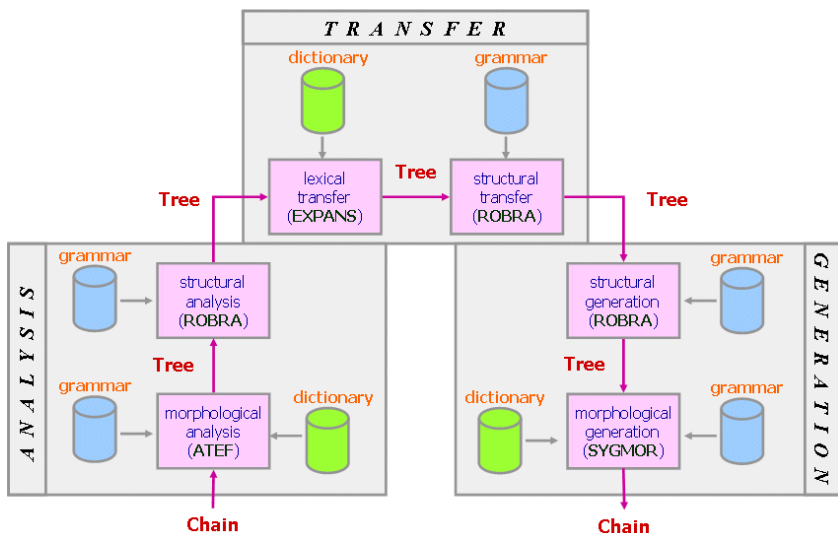 TRANSFER
dictionary
grammar
lexical
transfer
(EXPANS)
Tree
structural
transfer
(ROBRA)
Tree
Tree
ANALYSIS
grammar
structural
analysis
(ROBRA)
Tree
grammar
morphological
analysis
(ATEF)
dictionary
Chain
GENERATION
structural
generation
(ROBRA)
grammar
Tree
dictionary
morphological
generation
(SYGMOR)
grammar
Chain